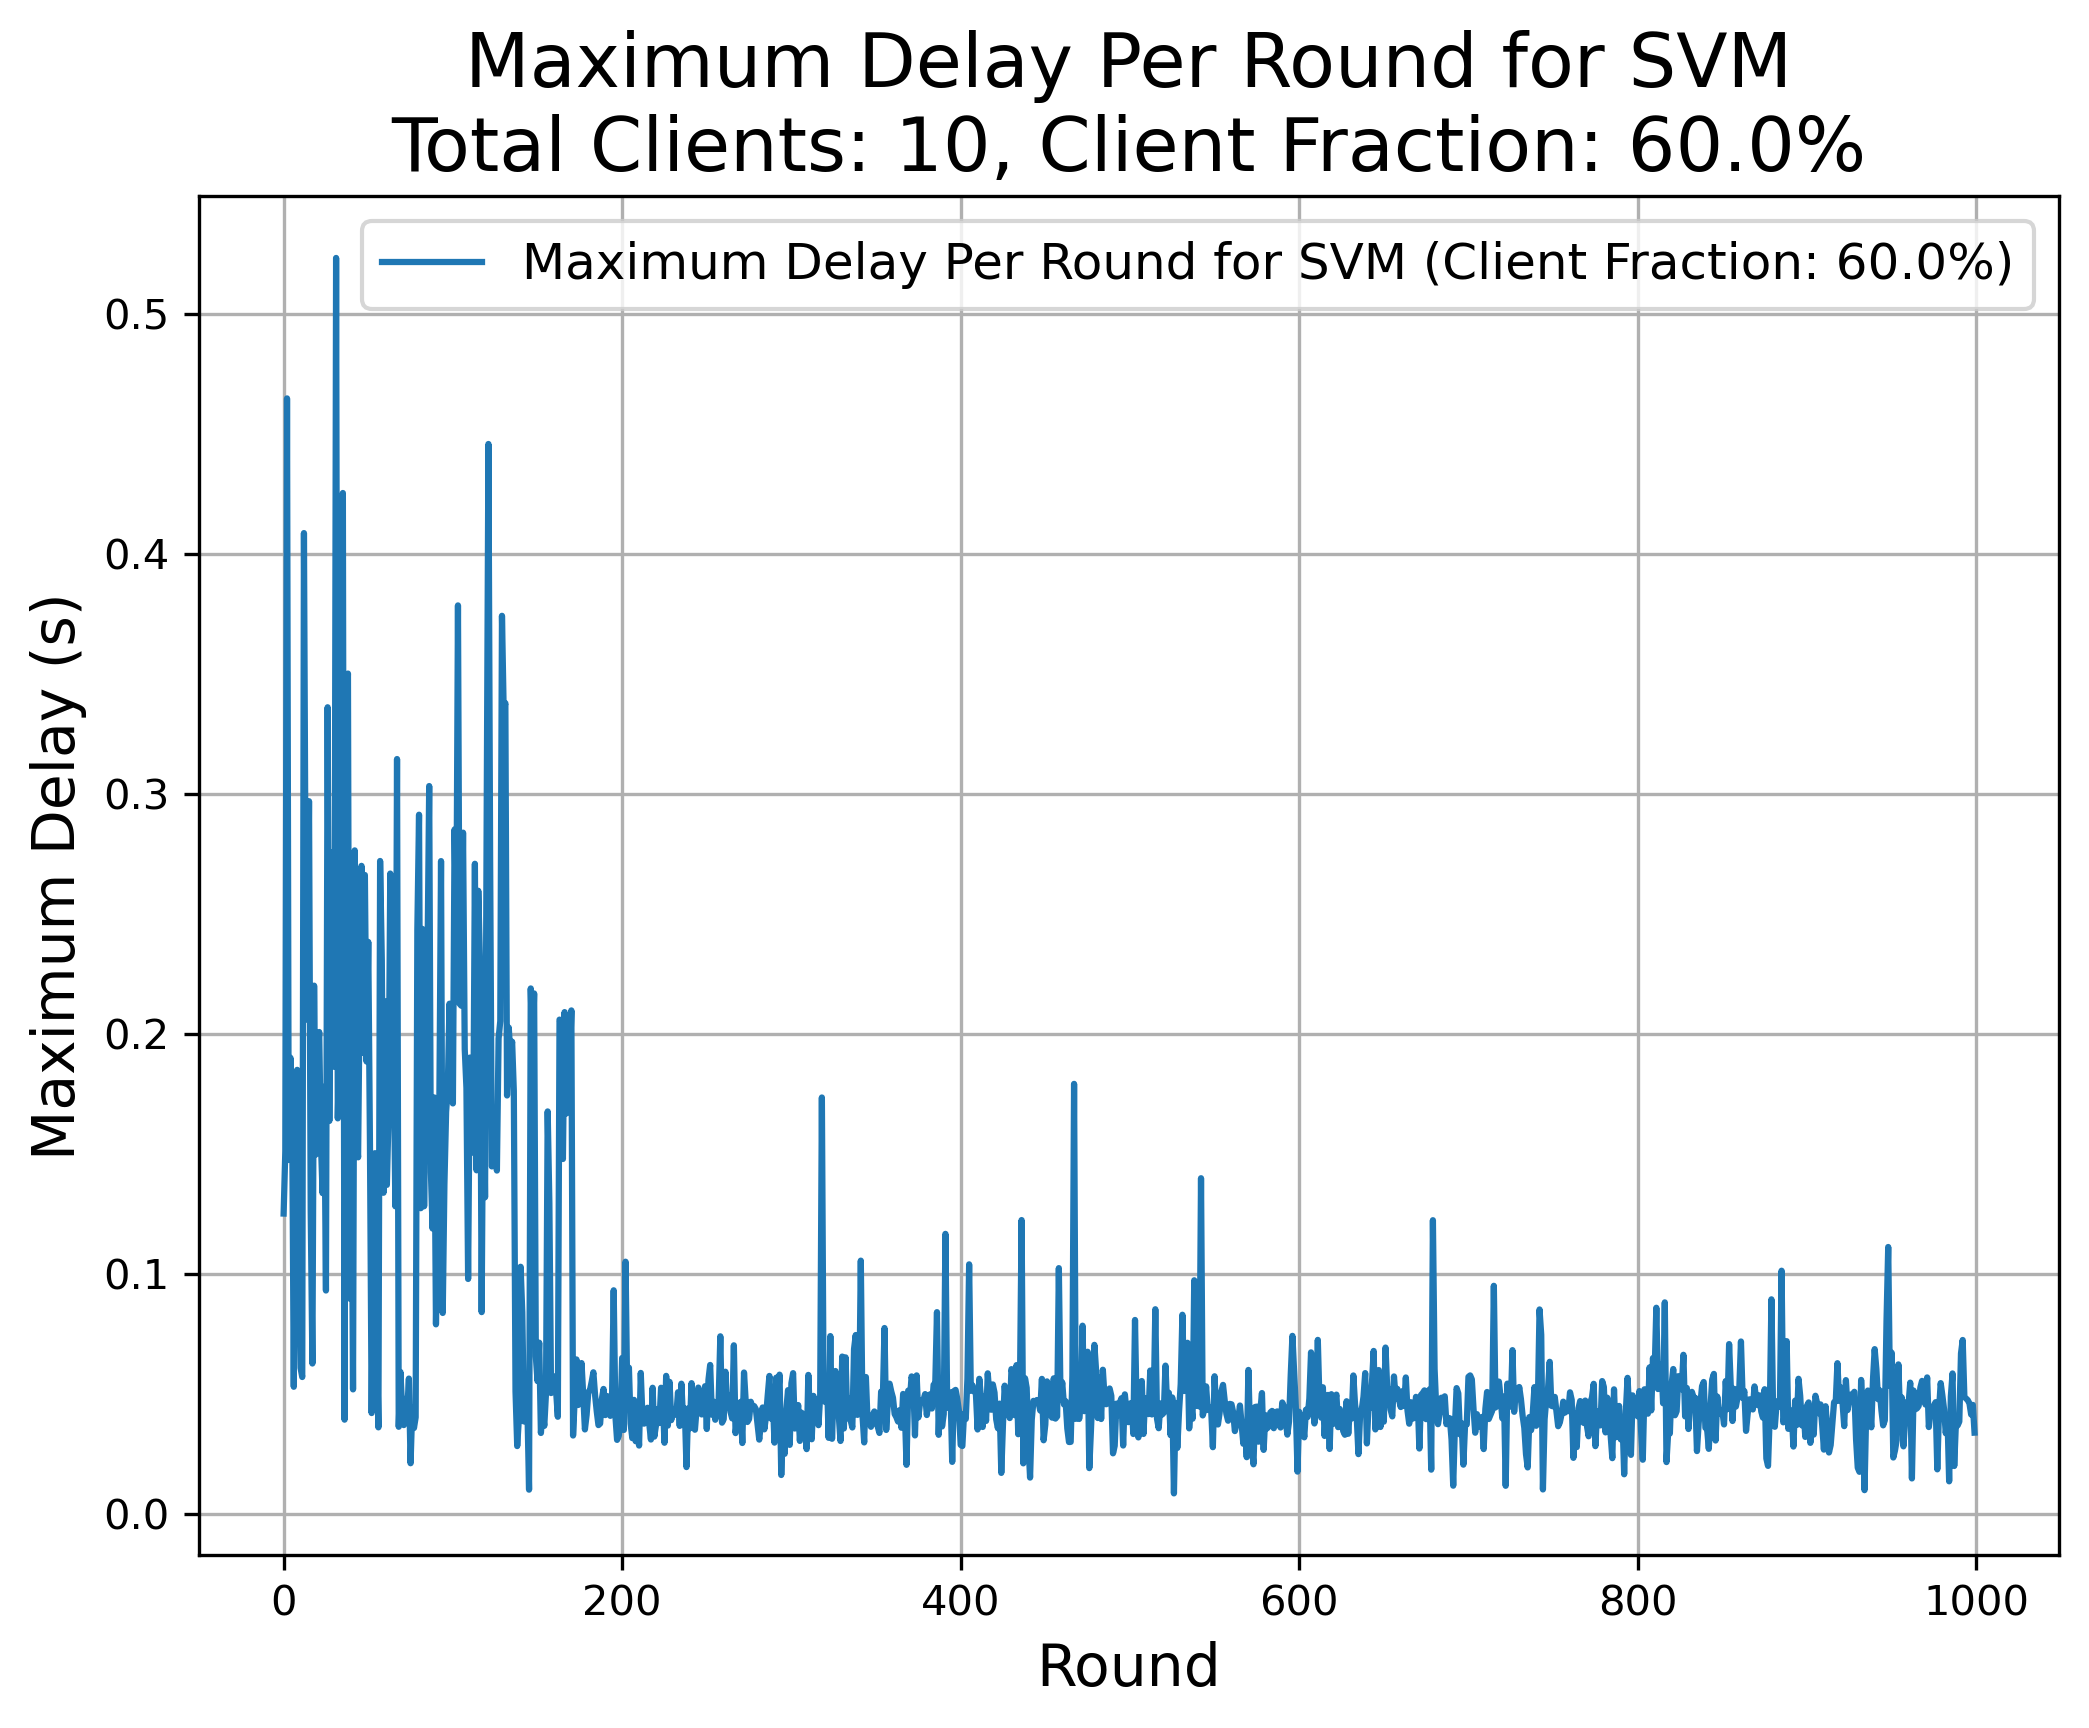 Maximum Delay Per Round for SVM
Total Clients: 10, Client Fraction: 60.0%
Maximum Delay Per Round for SVM (Client Fraction: 60.0%)
Maximum Delay (s)
0.5
0.4
0.3
0.2
0.1
0.0
0 200 400 600 800 1000
Round